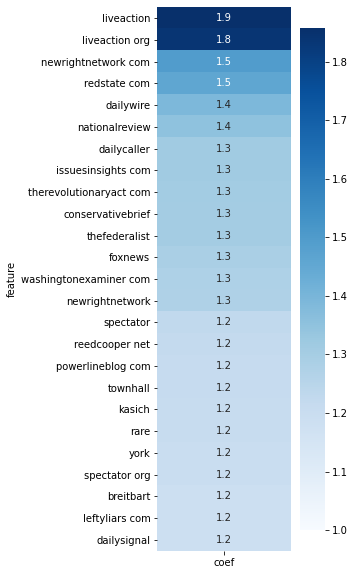 liveaction 1.9
liveaction org 1.8
newrightnetwork com 1.5
redstate com 1.5
dailywire 1.4
nationalreview 1.4
dailycaller 1.3
issuesinsights com 1.3
therevolutionaryact com 1.3
conservativebrief 1.3
thefederalist 1.3
foxnews 1.3
washingtonexaminer com 1.3
newrightnetwork 1.3
spectator 1.2
reedcooper net 1.2
powerlineblog com 1.2
townhall 1.2
kasich 1.2
rare 1.2
york 1.2
spectator org 1.2
breitbart 1.2
leftyliars com 1.2
dailysignal 1.2
feature
coef
1.8
1.7
1.6
1.5
1.4
1.3
1.2
1.1
1.0